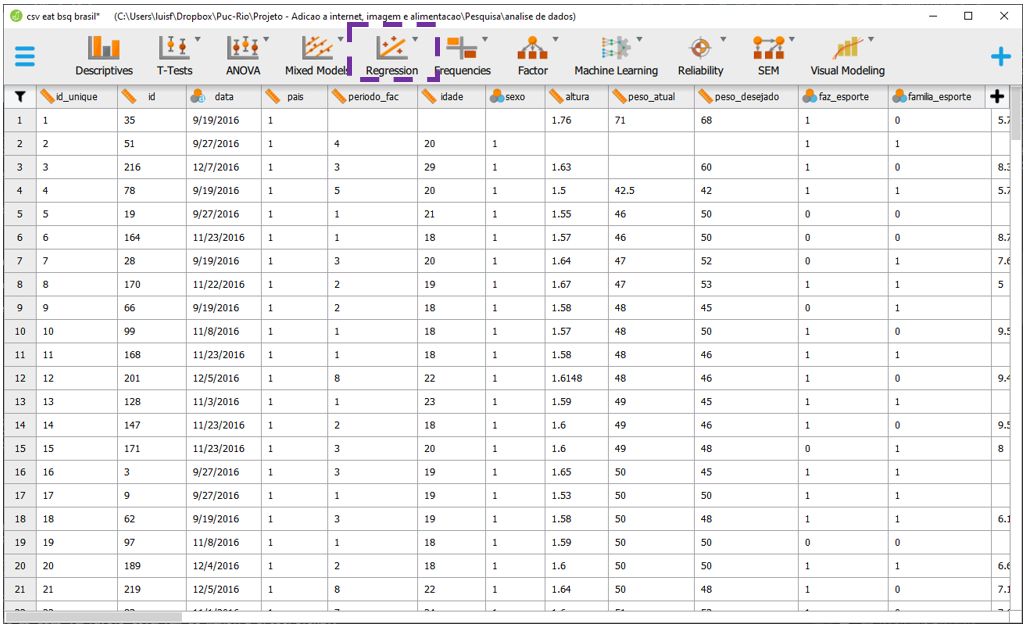 csv eat bsq brasil* (C:\Users\luisf\Dropbox\Puc-Rio\Projeto - Adicao a internet, imagem e alimentacao\Pesquisa\analise de dados)
Descriptives T-Tests ANOVA Mixed Models Regression Frequencies Factor Machine Learning Reliability SEM Visual Modeling
id_unique id data pais periodo_fac idade sexo altura peso_atual peso_desejado faz_esporte familia_esporte
1 1 35 9/19/2016 1 1.76 71 68 1 0 5.7
2 2 51 9/27/2016 1 4 20 1 1 1
3 3 216 12/7/2016 1 3 29 1 1.63 60 1 0 8.3
4 4 78 9/19/2016 1 5 20 1 1.5 42.5 42 1 1 5.7
5 5 19 9/27/2016 1 1 21 1 1.55 46 50 0 0
6 6 164 11/23/2016 1 1 18 1 1.57 46 50 0 0 8.7
7 7 28 9/19/2016 1 3 20 1 1.64 47 52 0 1 7.6
8 8 170 11/22/2016 1 2 19 1 1.67 47 53 1 1 5
9 9 66 9/19/2016 1 2 18 1 1.58 48 45 0 1
10 10 99 11/8/2016 1 1 18 1 1.57 48 50 1 0 9.5
11 11 168 11/23/2016 1 1 18 1 1.58 48 46 1 1
12 12 201 12/5/2016 1 8 22 1 1.6148 48 46 1 0 9.4
13 13 128 11/3/2016 1 1 23 1 1.59 49 45 1 1
14 14 147 11/23/2016 1 2 18 1 1.6 49 46 1 0 9.5
15 15 171 11/23/2016 1 3 20 1 1.6 49 48 0 1 8
16 16 3 9/27/2016 1 3 19 1 1.65 50 45 1 1
17 17 9 9/27/2016 1 1 19 1 1.53 50 50 1 1
18 18 62 9/19/2016 1 3 19 1 1.58 50 48 1 1 6.1
19 19 97 11/8/2016 1 1 18 1 1.59 50 50 0 0
20 20 189 12/4/2016 1 2 18 1 1.6 50 50 1 1 6.6
21 21 219 12/5/2016 1 8 22 1 1.64 50 48 1 0 7.1